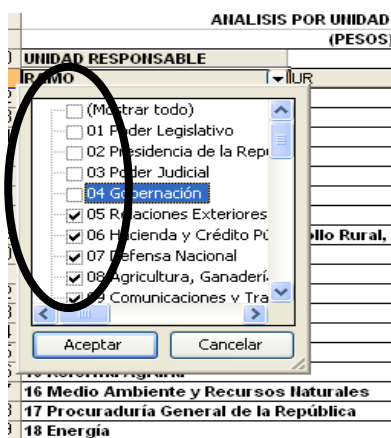 ANALISIS POR UNIDAD
(PESOS)
UNIDAD RESPONSABLE
RAMO UR
(Mostrar todo)
01 Poder Legislativo
02 Presidencia de la Repu
03 Poder Judicial
04 Gobernación
05 Relaciones Exteriores
06 Hacienda y Crédito Pú
07 Defensa Nacional
08 Agricultura, Ganaderí
09 Comunicaciones y Tra
ollo Rural,
Aceptar Cancelar
16 Medio Ambiente y Recursos Naturales
17 Procuraduría General de la República
18 Energía